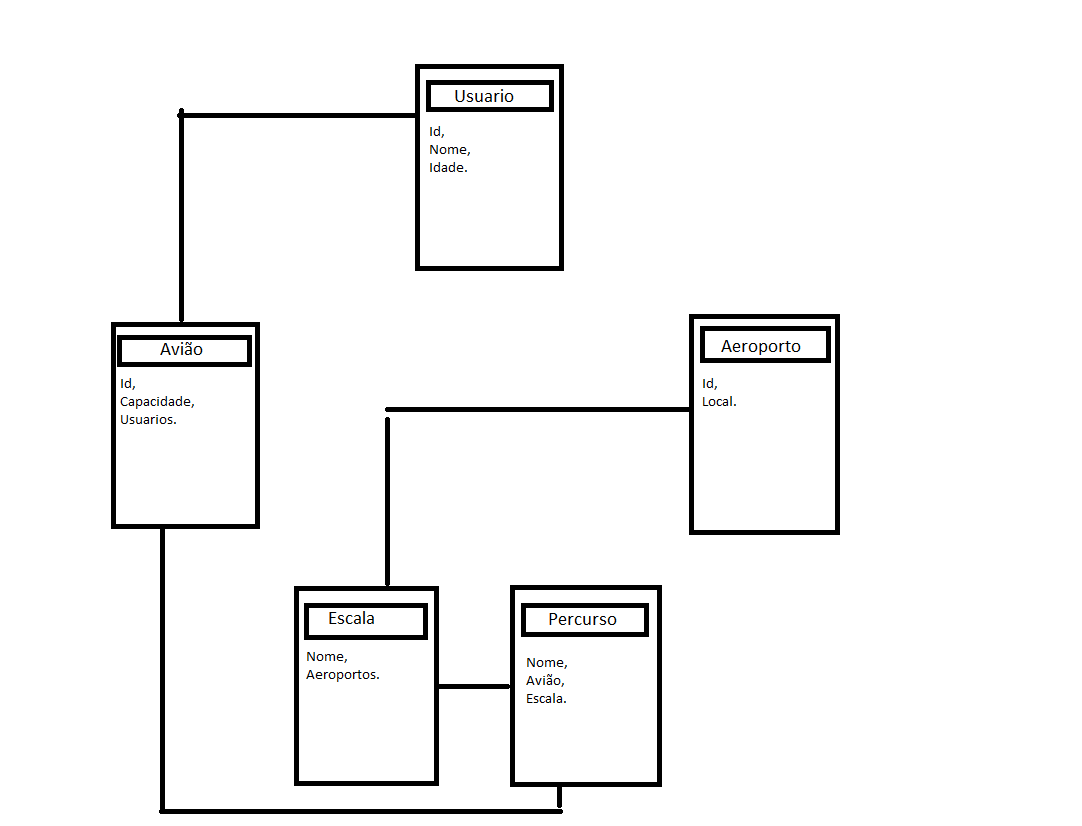 Usuario
Id,
Nome,
Idade.
Avião
Id,
Capacidade,
Usuarios.
Aeroporto
Id,
Local.
Escala
Nome,
Aeroportos.
Percurso
Nome,
Avião,
Escala.